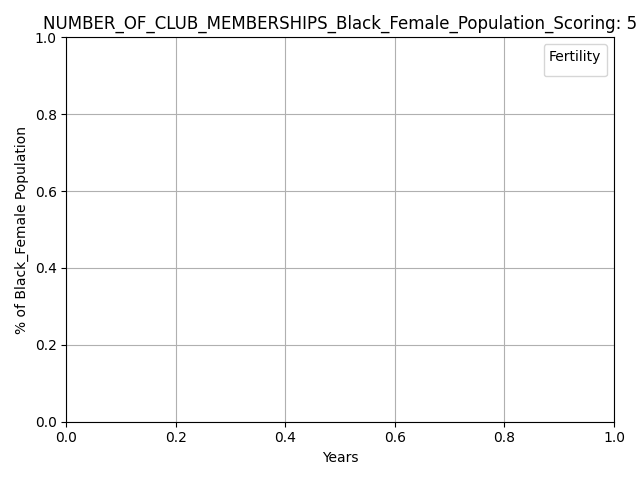 NUMBER_OF_CLUB_MEMBERSHIPS_Black_Female_Population_Scoring: 5
Fertility
% of Black_Female Population
1.0
0.8
0.6
0.4
0.2
0.0
0.0 0.2 0.4 0.6 0.8 1.0
Years